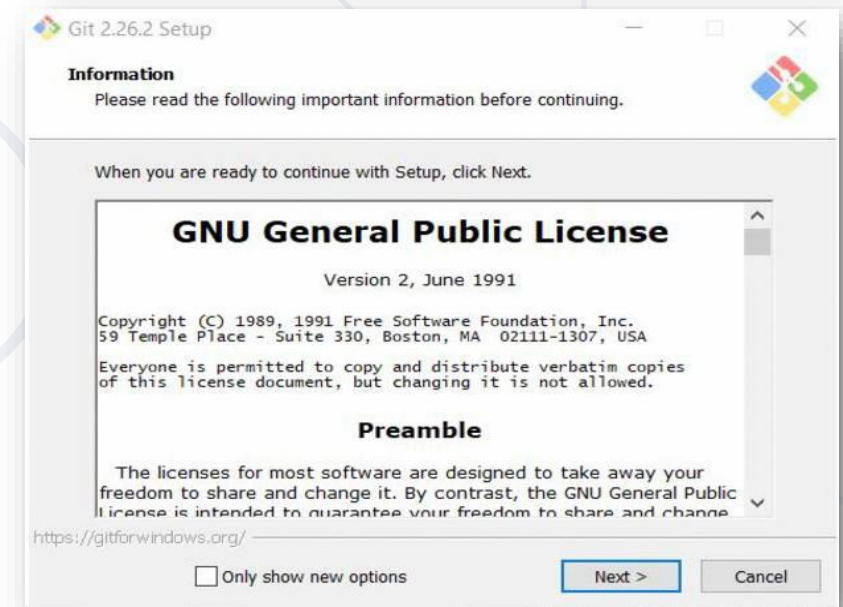 Git 2.26.2 Setup
Information
Please read the following important information before continuing.
When you are ready to continue with Setup, click Next.
GNU General Public License
Version 2, June 1991
Copyright (C) 1989, 1991 Free Software Foundation, Inc.
59 Temple Place - Suite 330, Boston, MA  02111-1307, USA
Everyone is permitted to copy and distribute verbatim copies
of this license document, but changing it is not allowed.
Preamble
The licenses for most software are designed to take away your
freedom to share and change it. By contrast, the GNU General Public
License is intended to guarantee your freedom to share and change
https://gitforwindows.org/
Only show new options
Next >
Cancel